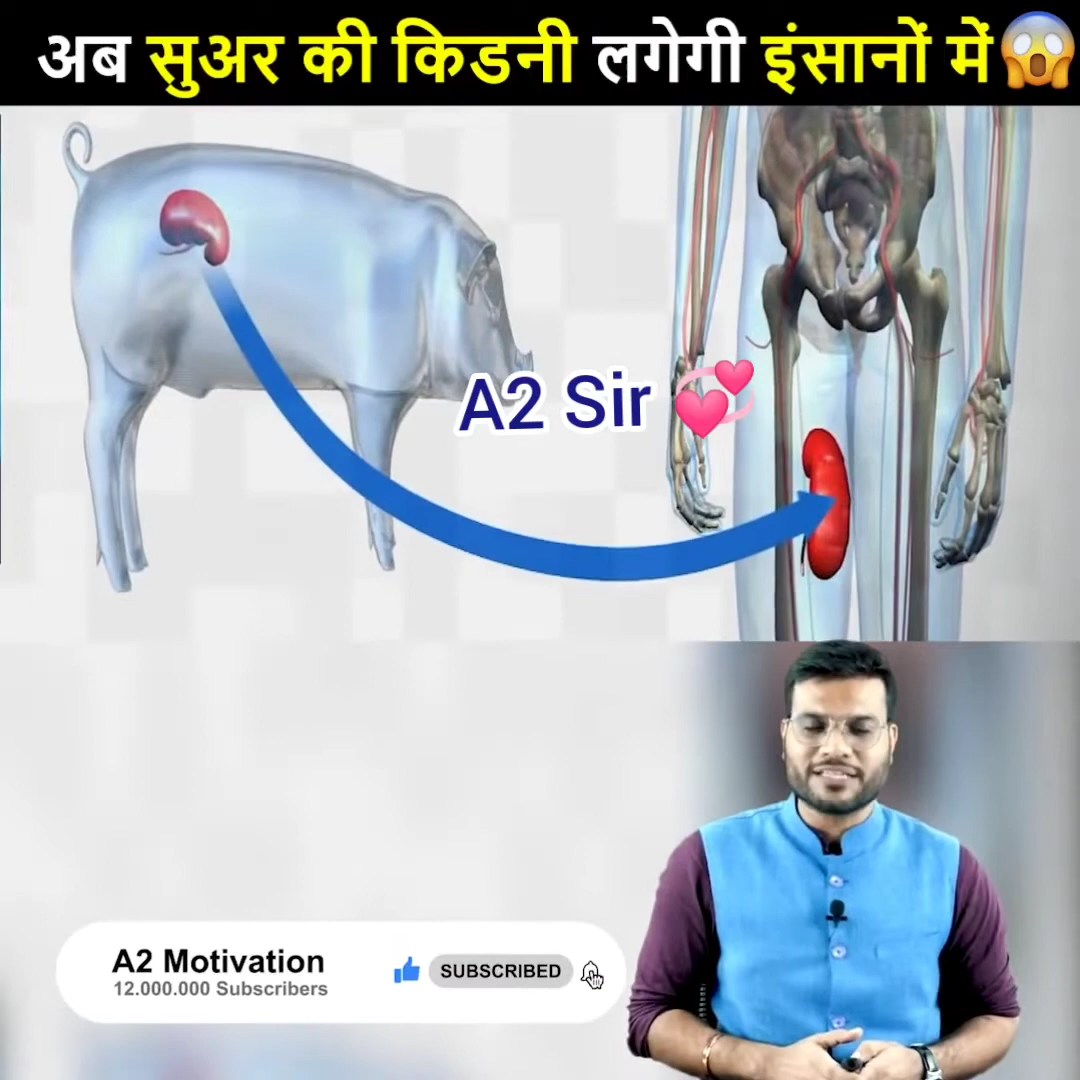 अब सुअर की किडनी लगेगी इंसानों में😱
A2 Sir 💞
A2 Motivation
12.000.000 Subscribers
SUBSCRIBED